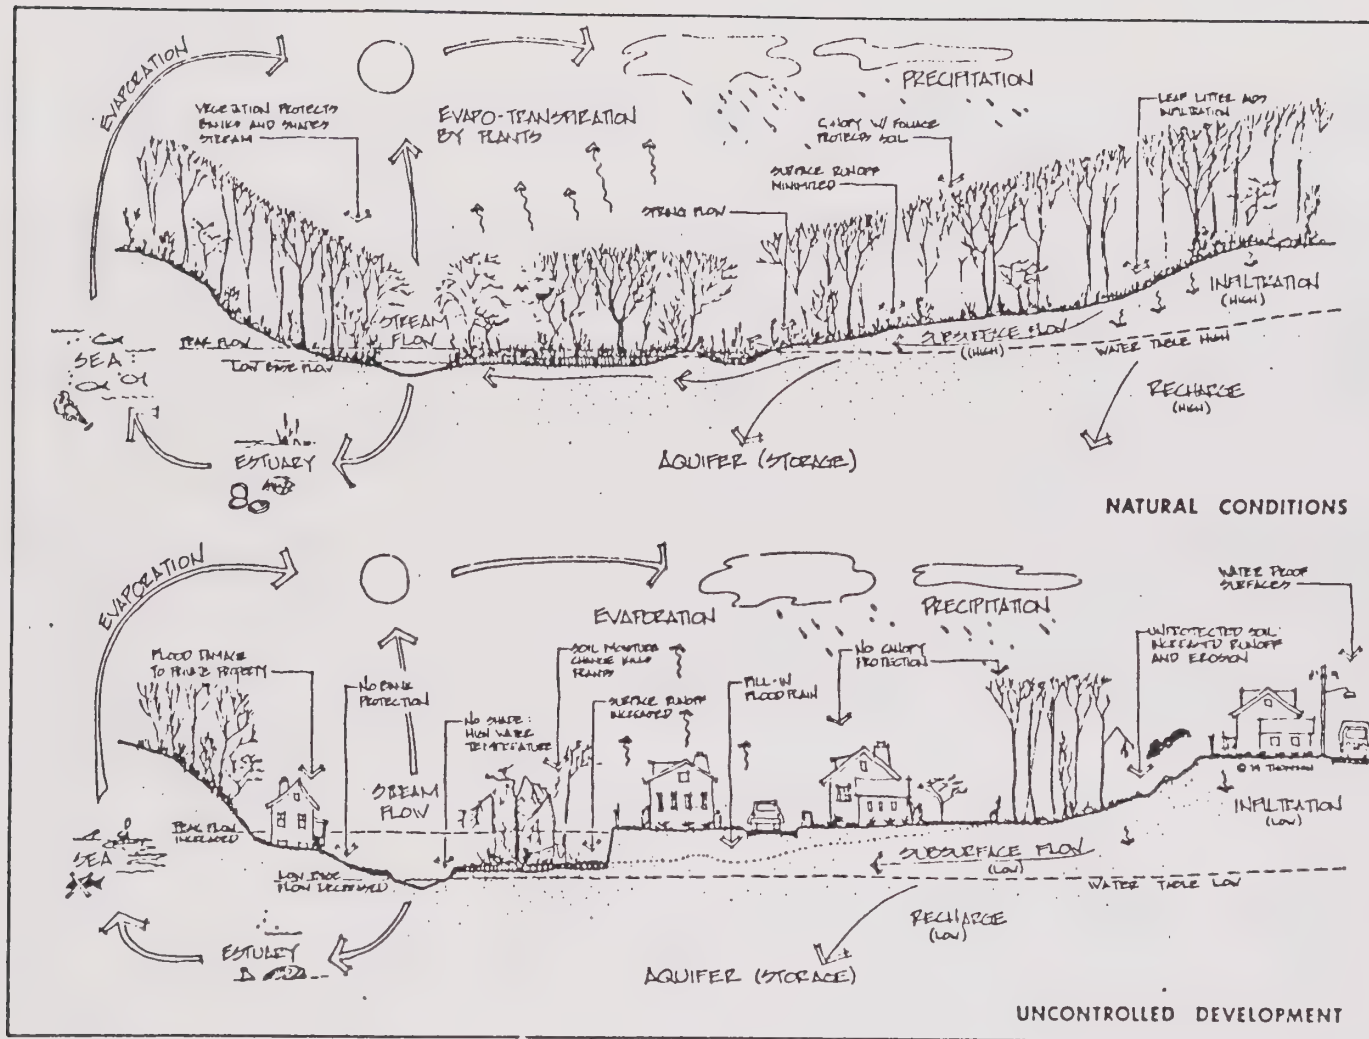 EVAPORATION
VEGETATION PROTECTS
BANKS AND SHADES
STREAM
EVAPO-TRANSPIRATION
BY PLANTS
PRECIPITATION
CANOPY W/ FOLIAGE
PROTECTS SOIL
LEAF LITTER AIDS
INFILTRATION
SURFACE RUNOFF
MINIMIZED
SPRING FLOW
STREAM
FLOW
PEAK FLOW
LOW BASE FLOW
SEA
INFILTRATION
(HIGH)
SUBSURFACE FLOW
(HIGH)
WATER TABLE HIGH
RECHARGE
(HIGH)
ESTUARY
AQUIFER (STORAGE)
NATURAL CONDITIONS
EVAPORATION
EVAPORATION
PRECIPITATION
WATER PROOF
SURFACES
FLOOD DAMAGE
TO PRIVATE PROPERTY
NO BANK
PROTECTION
SOIL MOISTURE
CHANGE KILLS
PLANTS
NO SHADE:
HIGH WATER
TEMPERATURE
SURFACE RUNOFF
INCREASED
FILL-IN
FLOOD PLAIN
NO CANOPY
PROTECTION
UNPROTECTED SOIL:
INCREASED RUNOFF
AND EROSION
STREAM
FLOW
PEAK FLOW
INCREASED
SEA
LOW BASE
FLOW DECREASED
INFILTRATION
(LOW)
SUBSURFACE FLOW
(LOW)
WATER TABLE LOW
RECHARGE
(LOW)
ESTUARY
AQUIFER (STORAGE)
UNCONTROLLED DEVELOPMENT